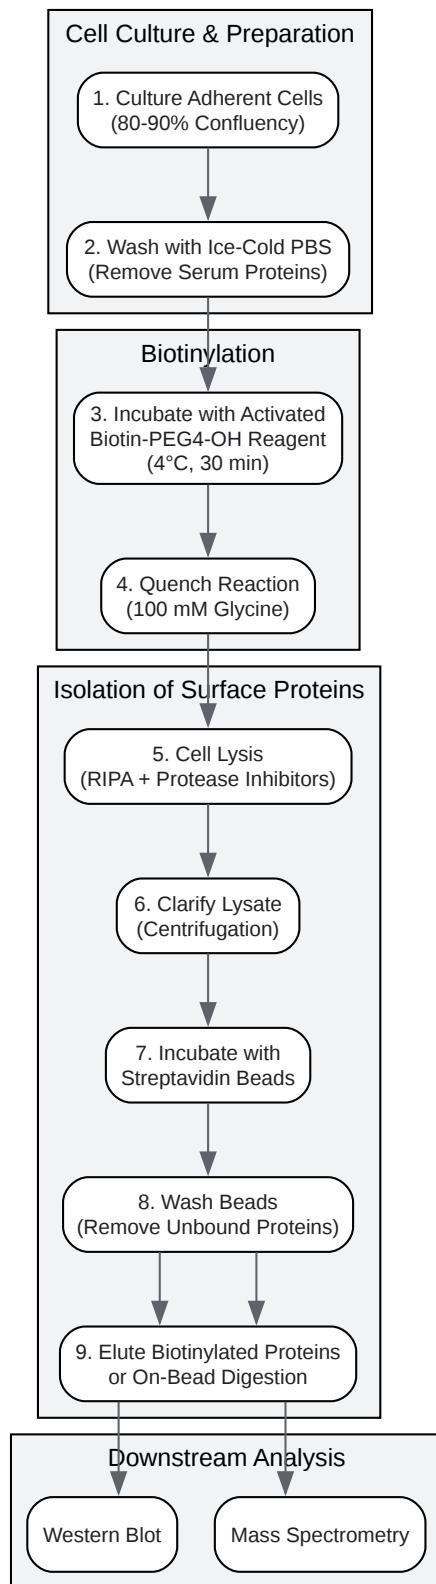 Cell Culture & Preparation
1. Culture Adherent Cells
(80-90% Confluency)
2. Wash with Ice-Cold PBS
(Remove Serum Proteins)
Biotinylation
3. Incubate with Activated
Biotin-PEG4-OH Reagent
(4°C, 30 min)
4. Quench Reaction
(100 mM Glycine)
Isolation of Surface Proteins
5. Cell Lysis
(RIPA + Protease Inhibitors)
6. Clarify Lysate
(Centrifugation)
7. Incubate with
Streptavidin Beads
8. Wash Beads
(Remove Unbound Proteins)
9. Elute Biotinylated Proteins
or On-Bead Digestion
Downstream Analysis
Western Blot
Mass Spectrometry